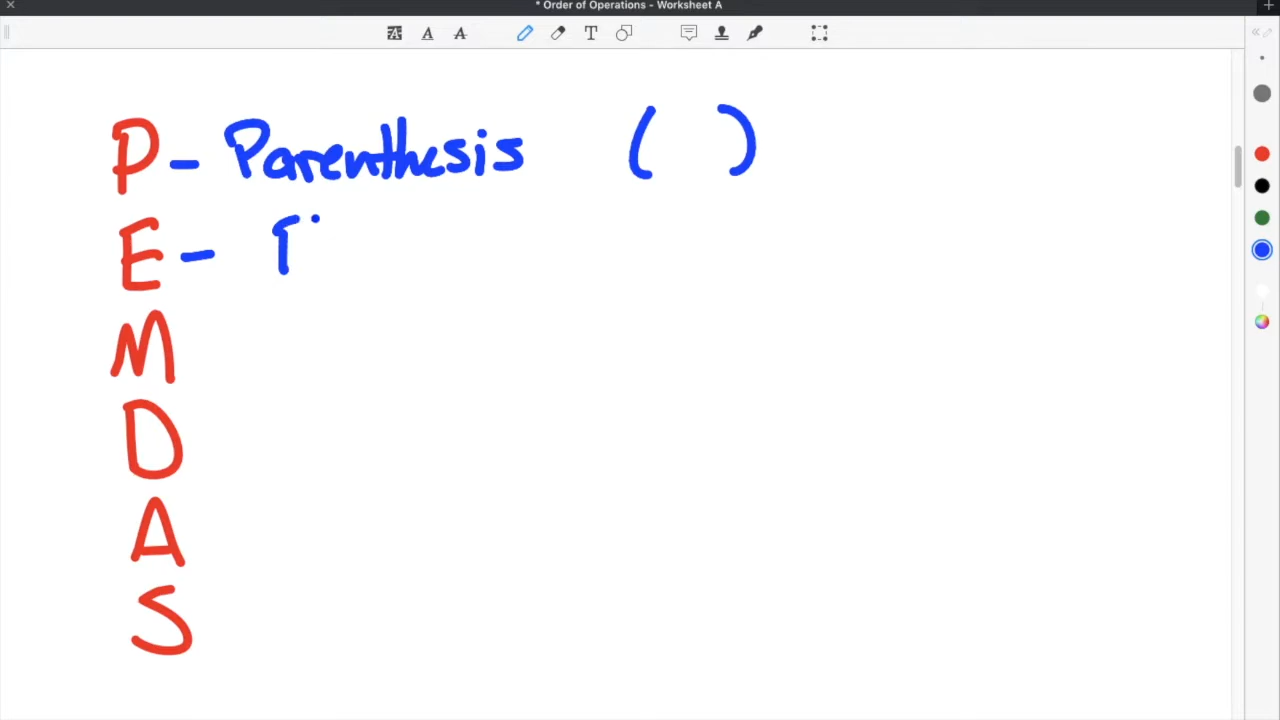 * Order of Operations - Worksheet A
P - Parenthesis ( )
E -
M
D
A
S